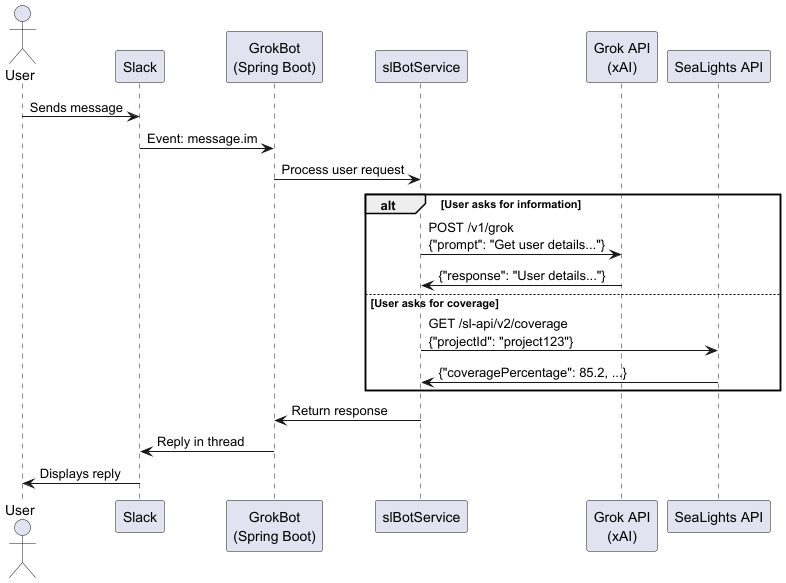 User
Slack
GrokBot
(Spring Boot)
slBotService
Grok API
(xAI)
SeaLights API
Sends message
Event: message.im
Process user request
alt
[User asks for information]
POST /v1/grok
{"prompt": "Get user details..."}
{"response": "User details..."}
[User asks for coverage]
GET /sl-api/v2/coverage
{"projectId": "project123"}
{"coveragePercentage": 85.2, ...}
Return response
Reply in thread
Displays reply
User
Slack
GrokBot
(Spring Boot)
slBotService
Grok API
(xAI)
SeaLights API